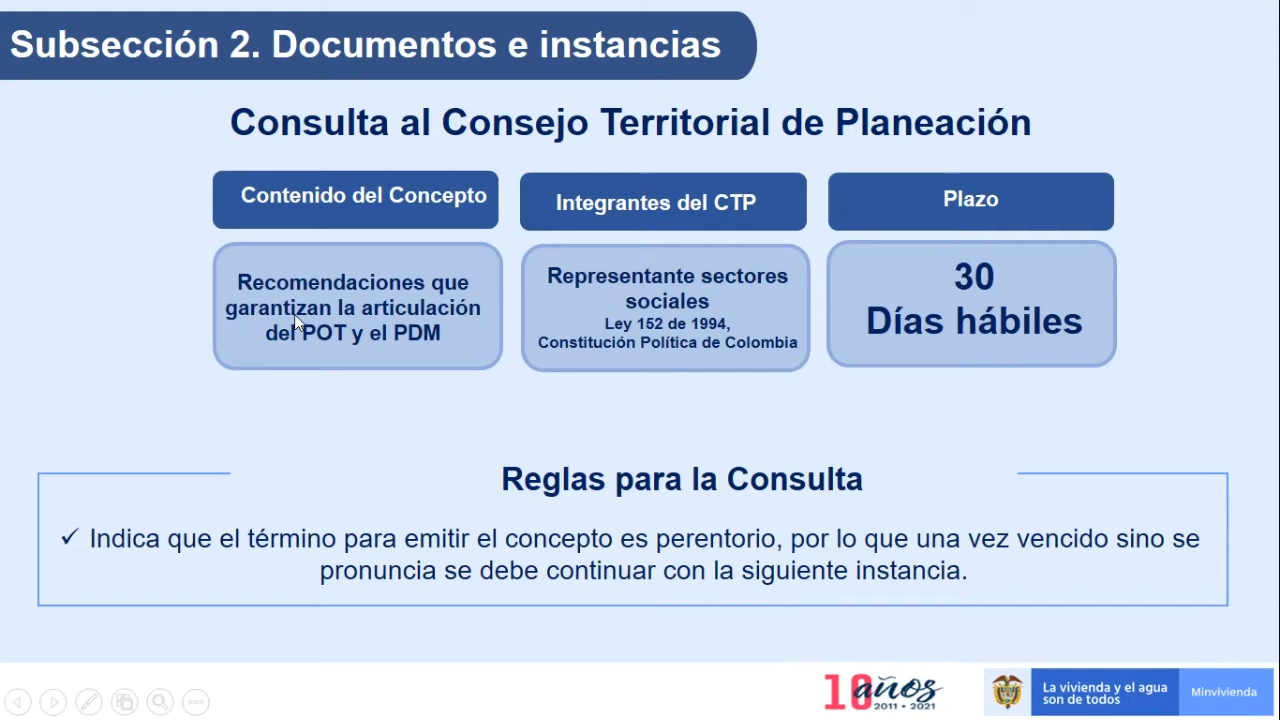 Subsección 2. Documentos e instancias
Consulta al Consejo Territorial de Planeación
Contenido del Concepto
Recomendaciones que
garantizan la articulación
del POT y el PDM
Integrantes del CTP
Representante sectores
sociales
Ley 152 de 1994,
Constitución Política de Colombia
Plazo
30
Días hábiles
Reglas para la Consulta
✓ Indica que el término para emitir el concepto es perentorio, por lo que una vez vencido sino se
pronuncia se debe continuar con la siguiente instancia.
10 años
2011 • 2021
La vivienda y el agua
son de todos
Minvivienda